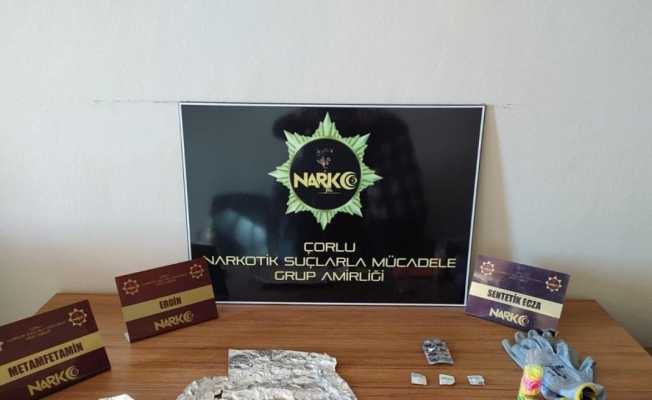 NARKO
ÇORLU
NARKOTİK SUÇLARLA MÜCADELE
GRUP AMİRLİĞİ
EROİN
NARKO
SENTETİK ECZA
NARKO
METAMFETAMİN
NARKO